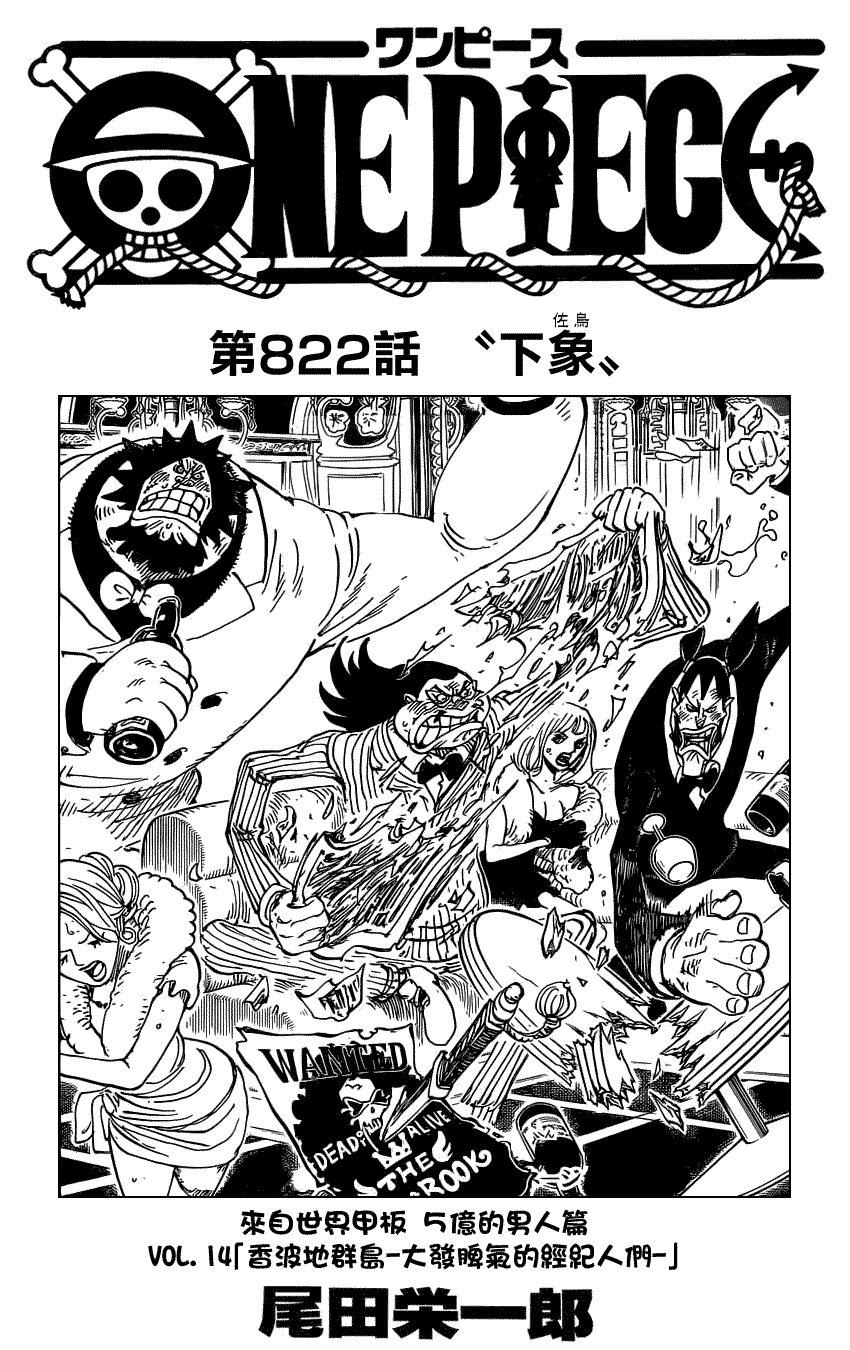 ワンピース
ONE PIECE
佐烏
第822話 〝下象〟
WANTED
DEAD OR ALIVE
THE
BROOK
來自世界甲板 5億的男人篇
VOL. 14「香波地群島-大發脾氣的經紀人們-」
尾田栄一郎